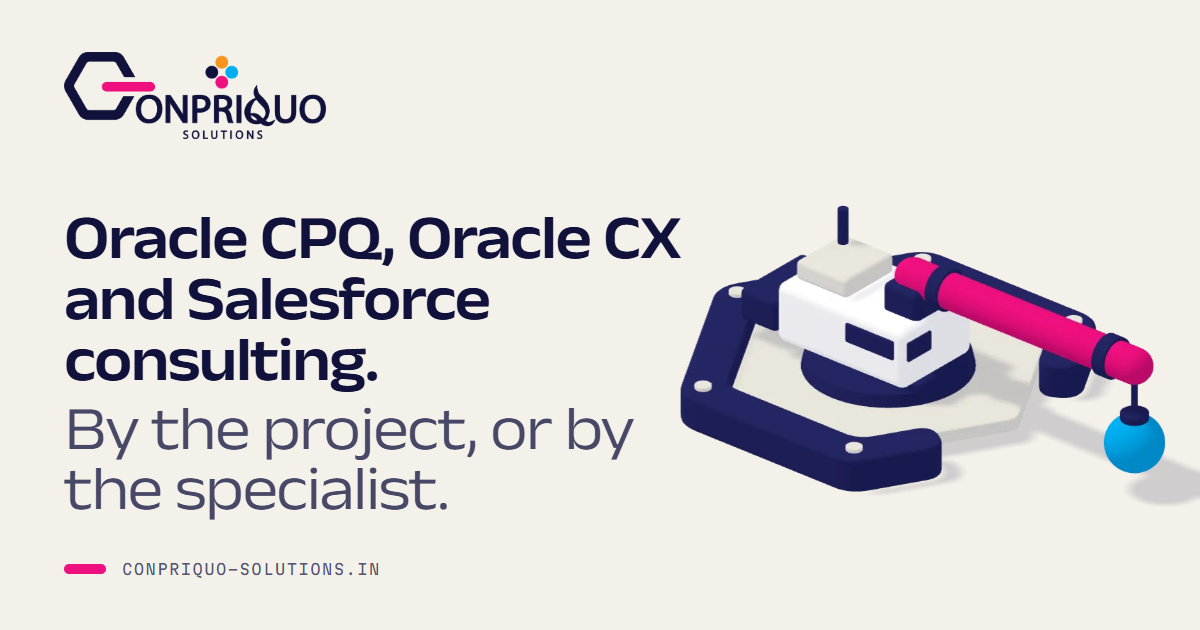 CONPRIQUO
SOLUTIONS
Oracle CPQ, Oracle CX
and Salesforce
consulting.
By the project, or by
the specialist.
CONPRIQUO-SOLUTIONS.IN